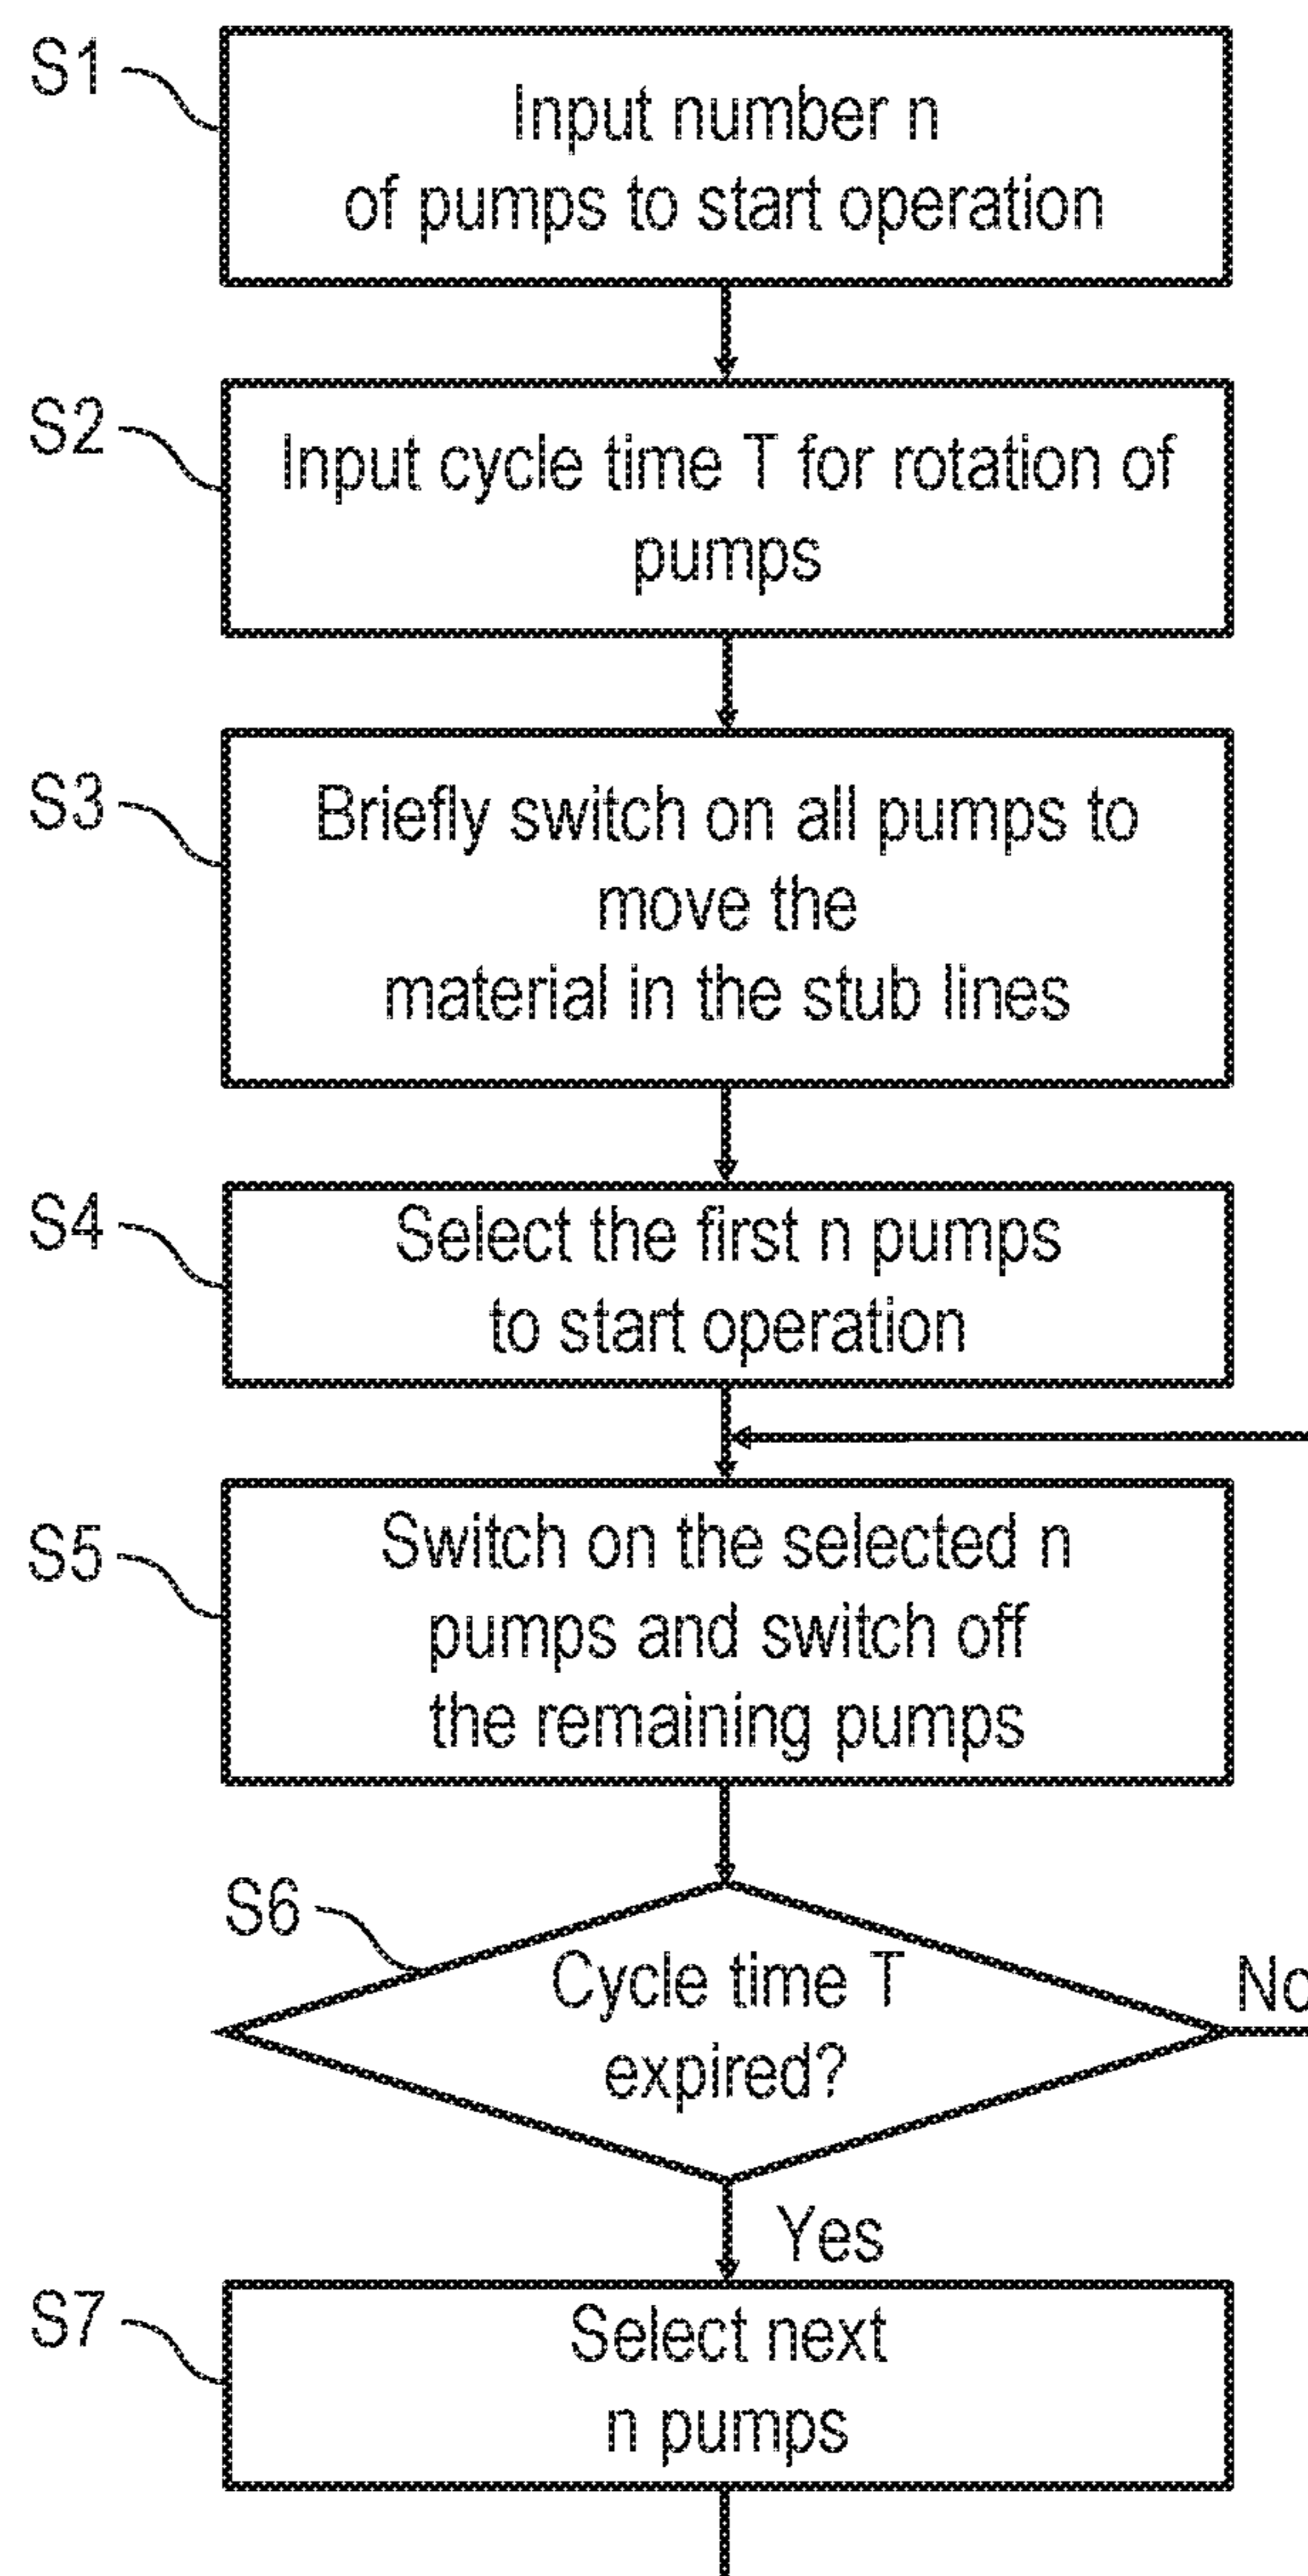 S1
Input number n
of pumps to start operation
S2
Input cycle time T for rotation of
pumps
S3
Briefly switch on all pumps to
move the
material in the stub lines
S4
Select the first n pumps
to start operation
S5
Switch on the selected n
pumps and switch off
the remaining pumps
S6
Cycle time T
expired?
No
Yes
S7
Select next
n pumps